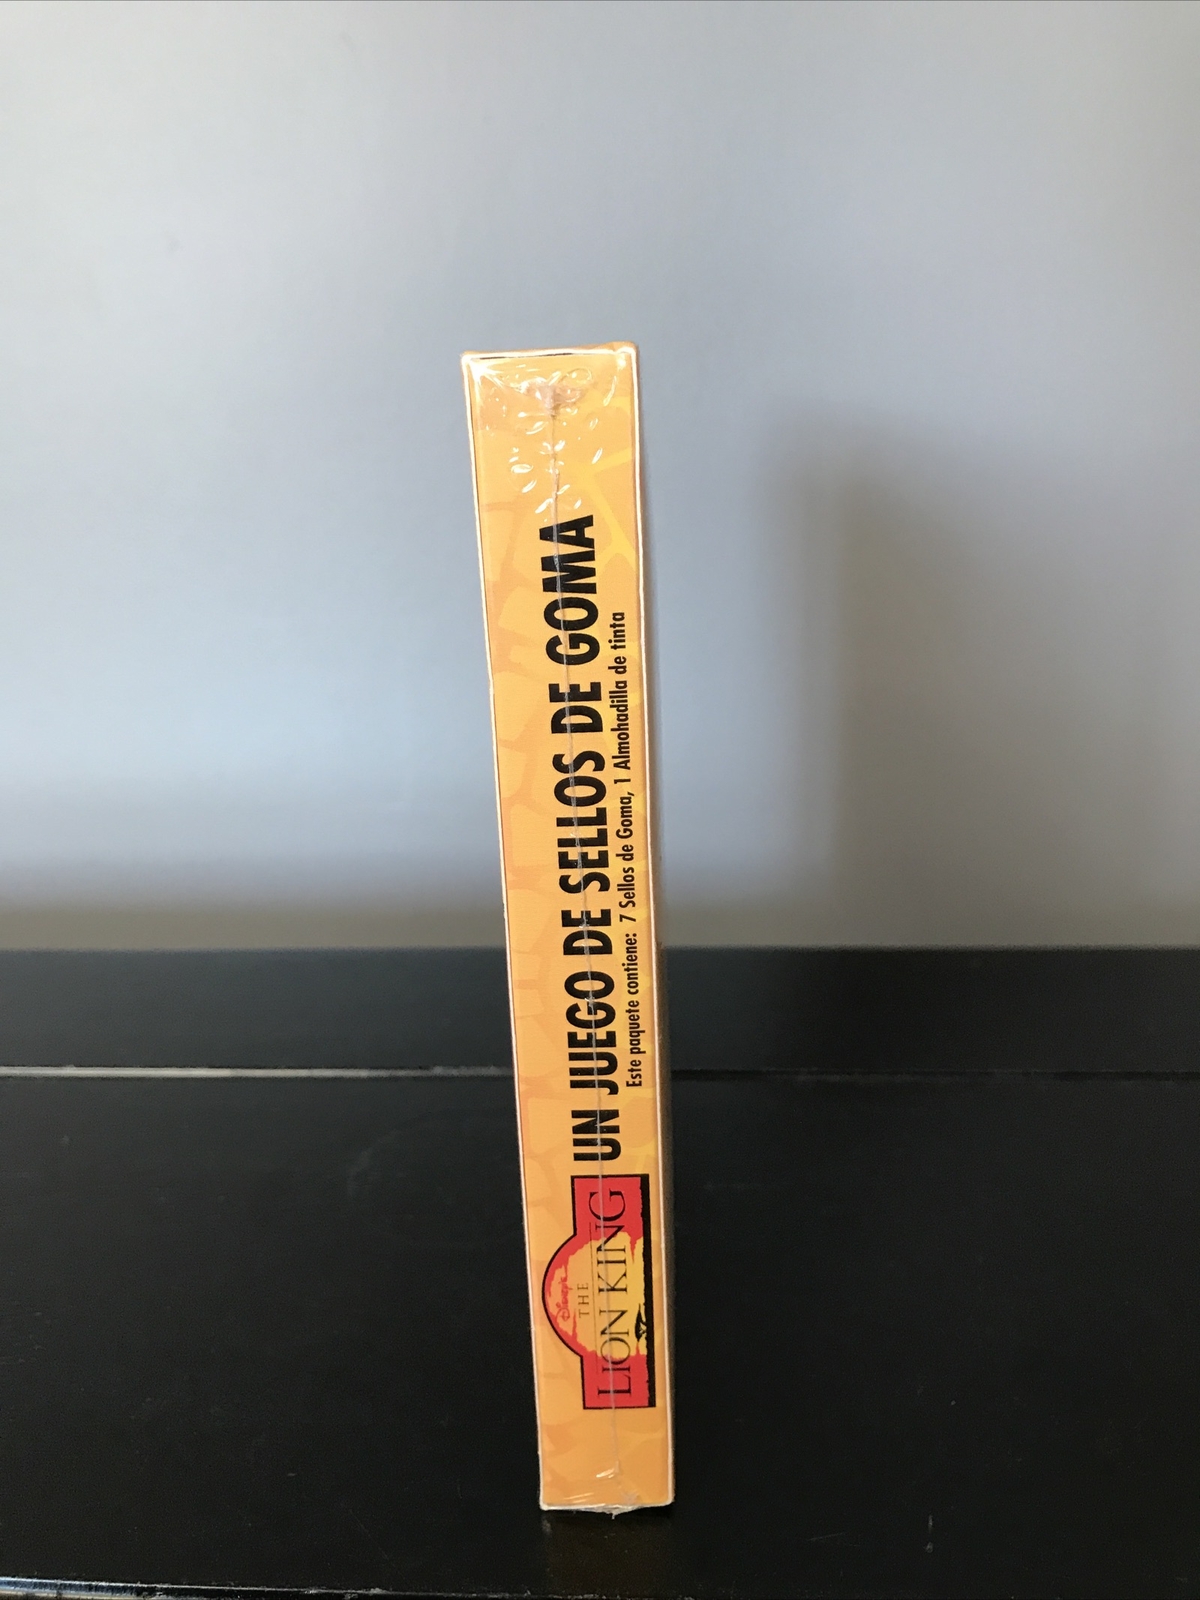 Disney's
THE
LION KING
UN JUEGO DE SELLOS DE GOMA
Este paquete contiene: 7 Sellos de Goma, 1 Almohadilla de tinta